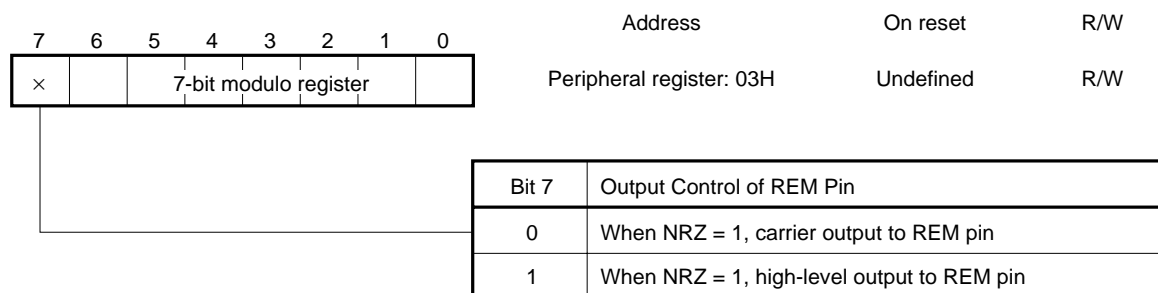 Address On reset R/W
7 6 5 4 3 2 1 0
× 7-bit modulo register Peripheral register: 03H Undefined R/W
Bit 7 Output Control of REM Pin
0 When NRZ = 1, carrier output to REM pin
1 When NRZ = 1, high-level output to REM pin